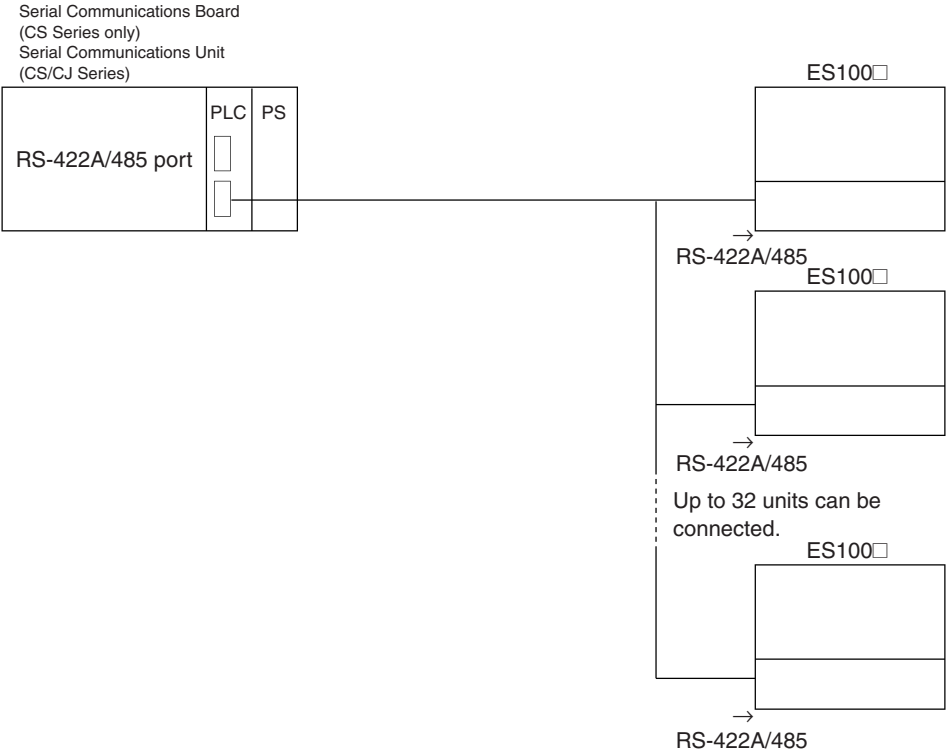 Serial Communications Board
(CS Series only)
Serial Communications Unit
(CS/CJ Series)
PLC PS
RS-422A/485 port
ES100□
RS-422A/485
ES100□
RS-422A/485
Up to 32 units can be
connected.
ES100□
RS-422A/485